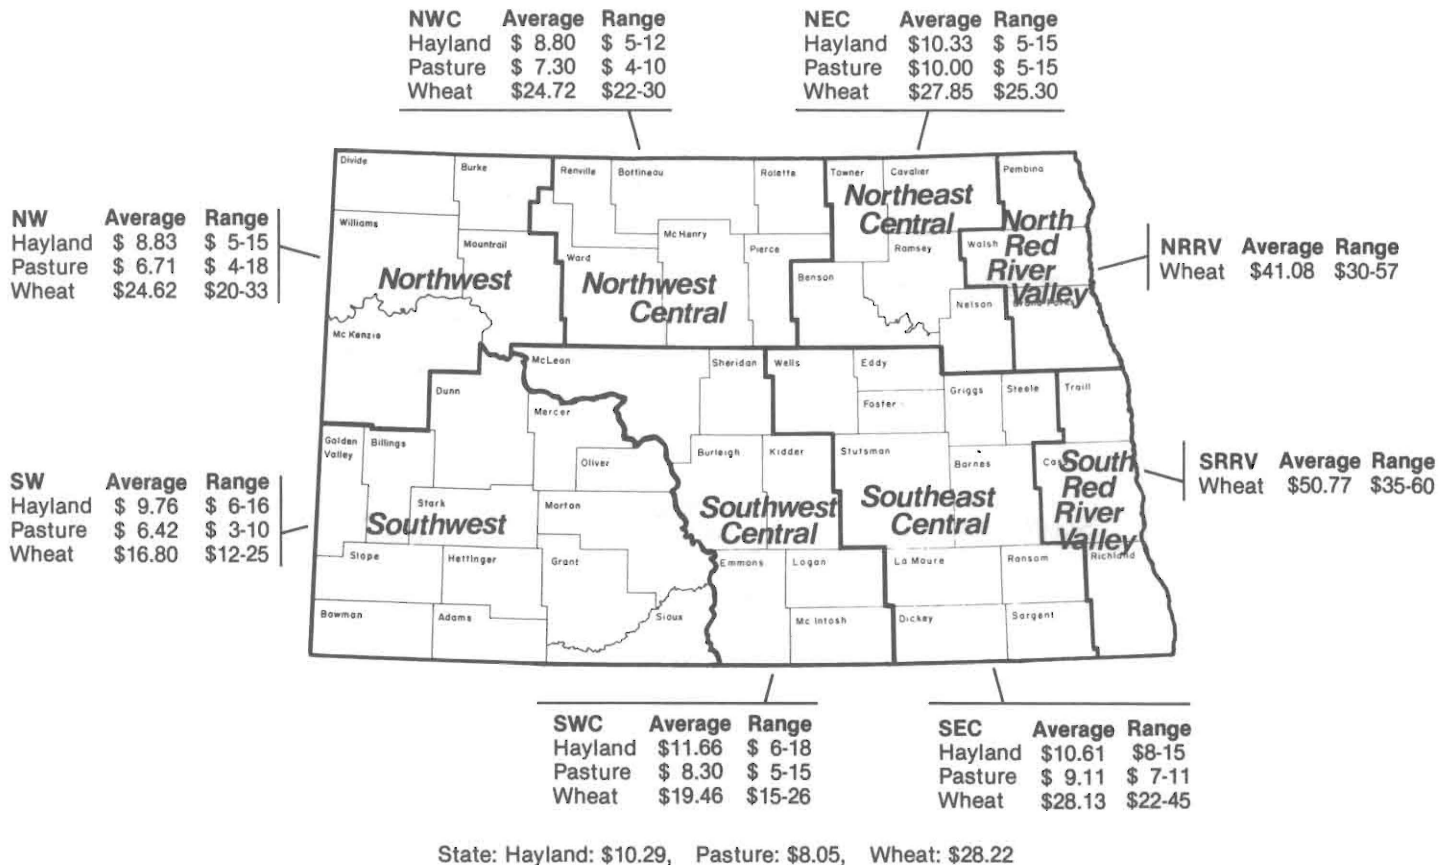 NWC Average Range
Hayland $ 8.80 $ 5-12
Pasture $ 7.30 $ 4-10
Wheat $24.72 $22-30
NEC Average Range
Hayland $10.33 $ 5-15
Pasture $10.00 $ 5-15
Wheat $27.85 $25.30
NW Average Range
Hayland $ 8.83 $ 5-15
Pasture $ 6.71 $ 4-18
Wheat $24.62 $20-33
NRRV Average Range
Wheat $41.08 $30-57
SW Average Range
Hayland $ 9.76 $ 6-16
Pasture $ 6.42 $ 3-10
Wheat $16.80 $12-25
SRRV Average Range
Wheat $50.77 $35-60
Divide
Burke
Renville
Bottineau
Rolette
Towner
Cavalier
Pembina
Williams
Mountrail
Ward
McHenry
Pierce
Benson
Ramsey
Walsh
Nelson
Northwest
Northwest
Central
Northeast
Central
North
Red
River
Valley
McKenzie
Dunn
McLean
Sheridan
Wells
Eddy
Foster
Griggs
Steele
Traill
Mercer
Oliver
Golden
Valley
Billings
Stark
Morton
Burleigh
Kidder
Stutsman
Barnes
Southwest
Southwest
Central
Southeast
Central
South
Red
River
Valley
Slope
Hettinger
Grant
Emmons
Logan
La Moure
Ransom
Richland
Bowman
Adams
Sioux
Mc Intosh
Dickey
Sargent
SWC Average Range
Hayland $11.66 $ 6-18
Pasture $ 8.30 $ 5-15
Wheat $19.46 $15-26
SEC Average Range
Hayland $10.61 $8-15
Pasture $ 9.11 $ 7-11
Wheat $28.13 $22-45
State: Hayland: $10.29, Pasture: $8.05, Wheat: $28.22